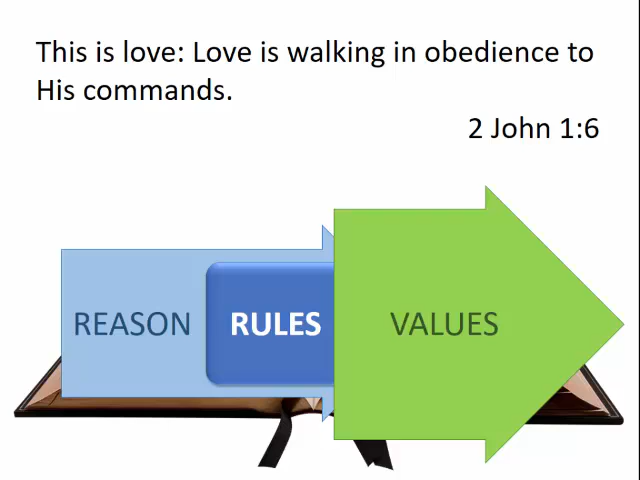 This is love: Love is walking in obedience to
His commands.
2 John 1:6
REASON RULES VALUES